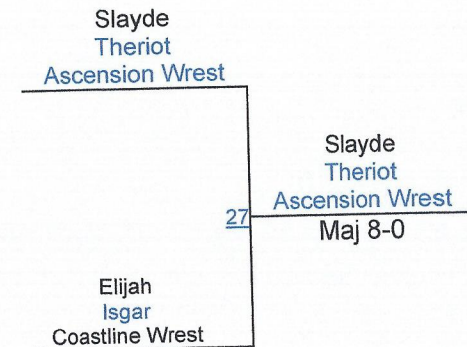 Slayde
Theriot
Ascension Wrest
Slayde
Theriot
Ascension Wrest
27
Maj 8-0
Elijah
Isgar
Coastline Wrest